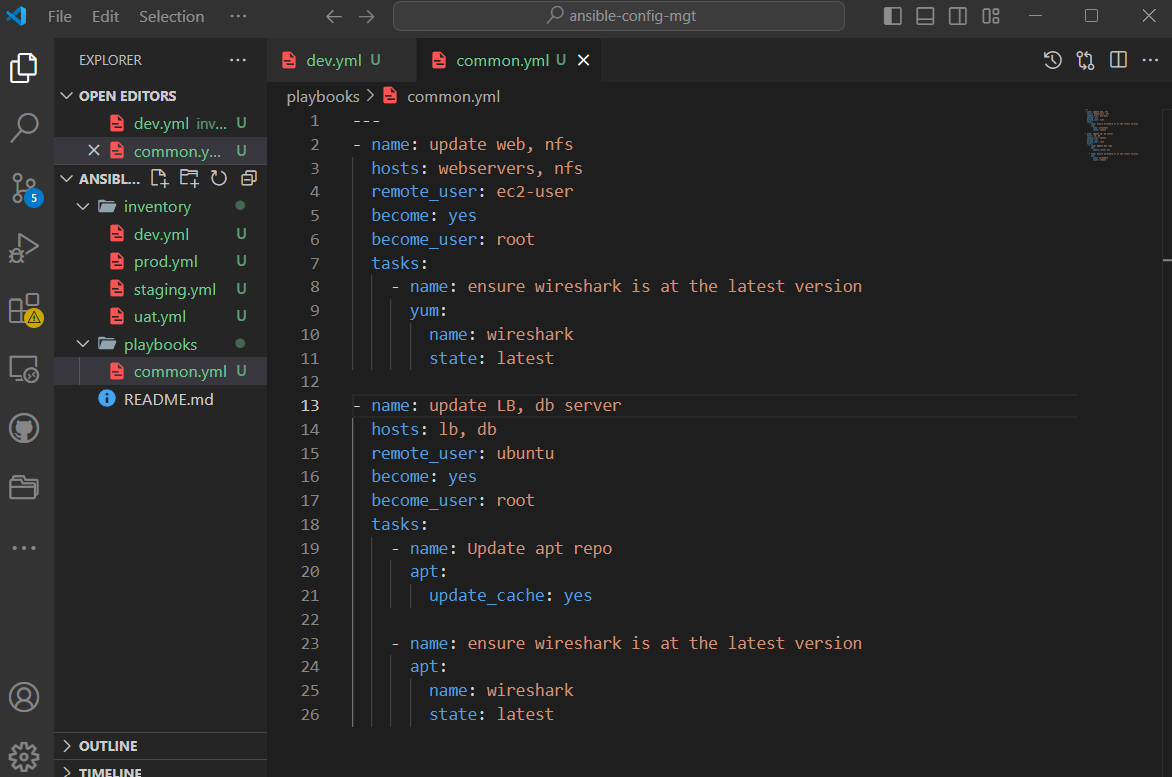 File Edit Selection ···
ansible-config-mgt
EXPLORER ···
dev.yml U
common.yml U
OPEN EDITORS
dev.yml inv... U
common.y... U
ANSIBL...
inventory
dev.yml U
prod.yml U
staging.yml U
uat.yml U
playbooks
common.yml U
README.md
5
OUTLINE
TIMELINE
playbooks > common.yml
1 ---
2 - name: update web, nfs
3 hosts: webservers, nfs
4 remote_user: ec2-user
5 become: yes
6 become_user: root
7 tasks:
8 - name: ensure wireshark is at the latest version
9 yum:
10 name: wireshark
11 state: latest
12
13 - name: update LB, db server
14 hosts: lb, db
15 remote_user: ubuntu
16 become: yes
17 become_user: root
18 tasks:
19 - name: Update apt repo
20 apt:
21 update_cache: yes
22
23 - name: ensure wireshark is at the latest version
24 apt:
25 name: wireshark
26 state: latest